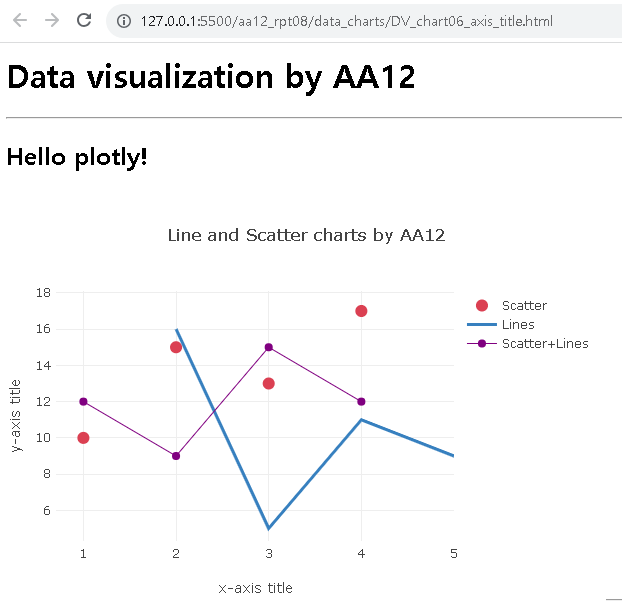 127.0.0.1:5500/aa12_rpt08/data_charts/DV_chart06_axis_title.html
Data visualization by AA12
Hello plotly!
Line and Scatter charts by AA12
18
16
14
12
10
8
6
y-axis title
1 2 3 4 5
x-axis title
Scatter
Lines
Scatter+Lines